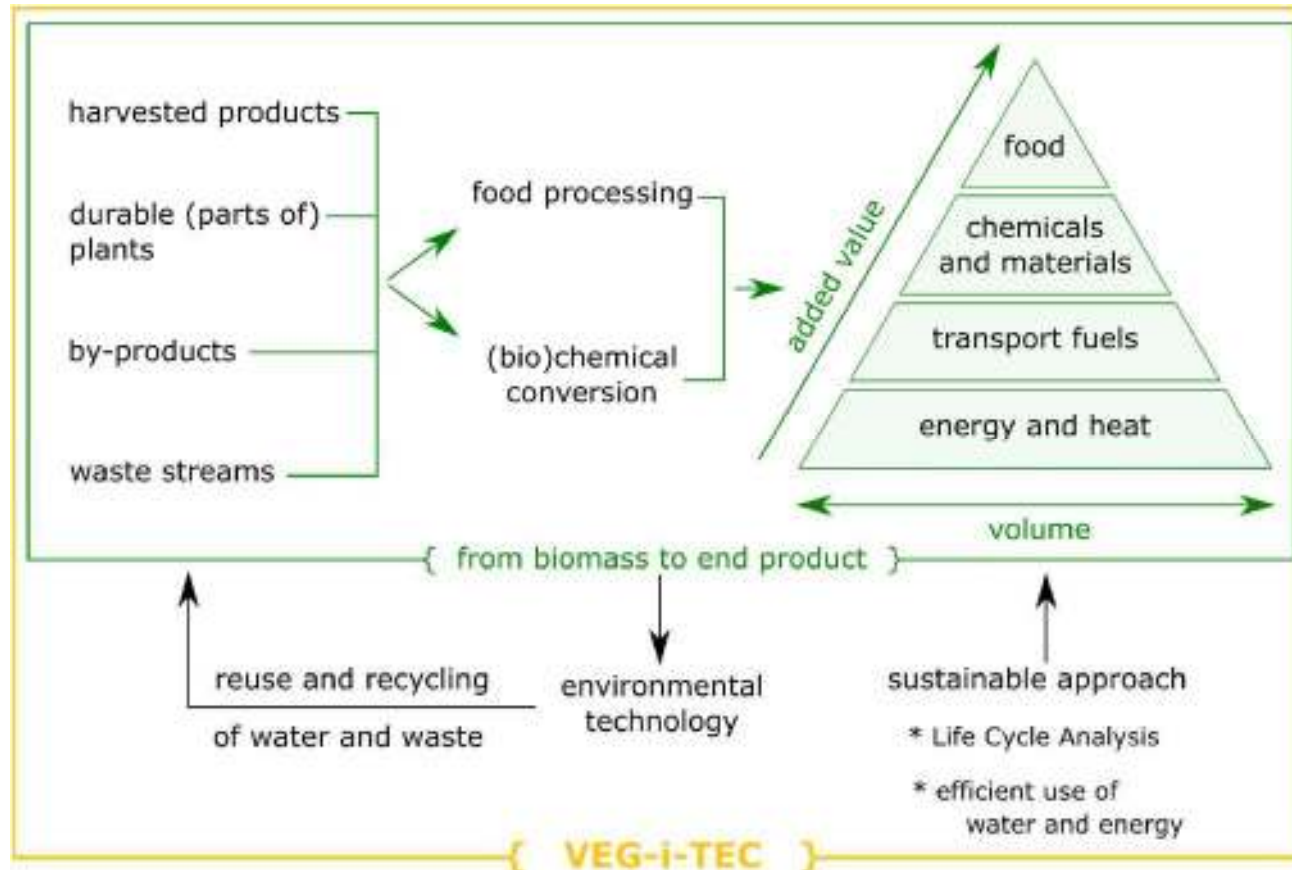 harvested products
durable (parts of)
plants
by-products
waste streams
food processing
(bio)chemical
conversion
added value
food
chemicals
and materials
transport fuels
energy and heat
volume
{ from biomass to end product }
reuse and recycling
of water and waste
environmental
technology
sustainable approach
* Life Cycle Analysis
* efficient use of
water and energy
{ VEG-i-TEC }